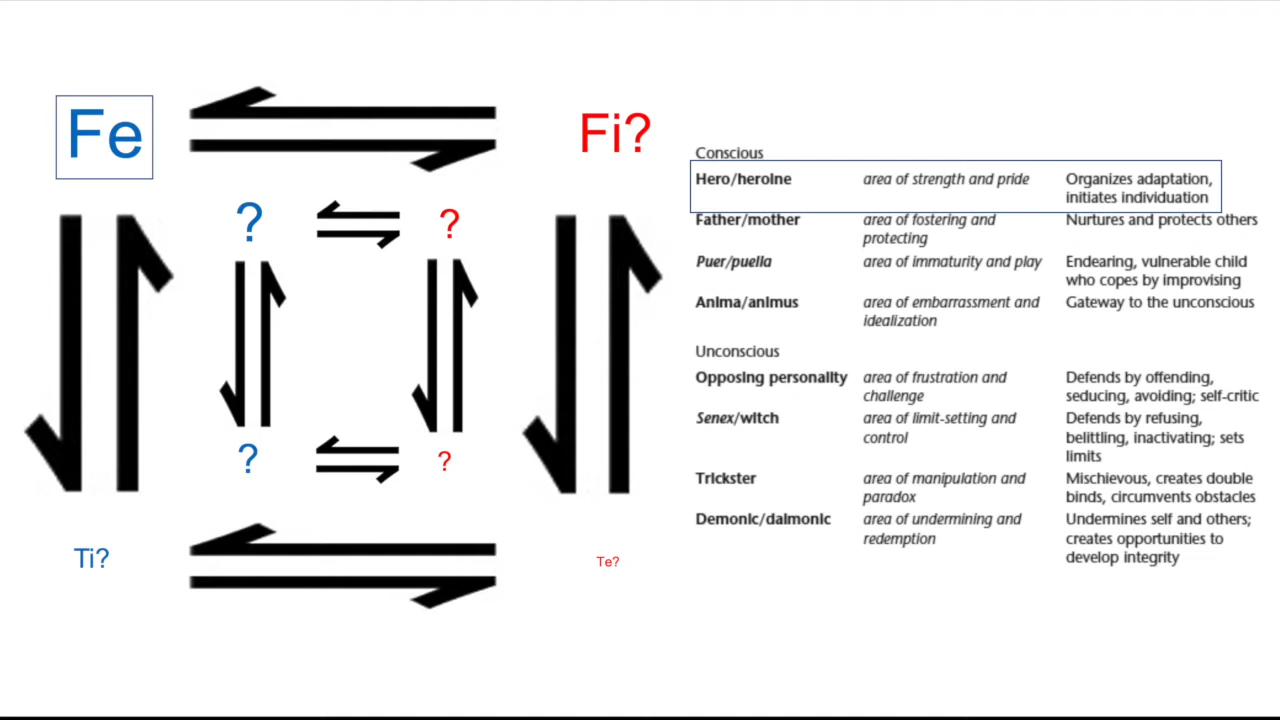 Fe
Fi?
?
?
?
?
Ti?
Te?
Conscious
Hero/heroine area of strength and pride Organizes adaptation,
initiates individuation
Father/mother area of fostering and Nurtures and protects others
protecting
Puer/puella area of immaturity and play Endearing, vulnerable child
who copes by improvising
Anima/animus area of embarrassment and Gateway to the unconscious
idealization
Unconscious
Opposing personality area of frustration and Defends by offending,
challenge seducing, avoiding; self-critic
Senex/witch area of limit-setting and Defends by refusing,
control belittling, inactivating; sets
limits
Trickster area of manipulation and Mischievous, creates double
paradox binds, circumvents obstacles
Demonic/daimonic area of undermining and Undermines self and others;
redemption creates opportunities to
develop integrity